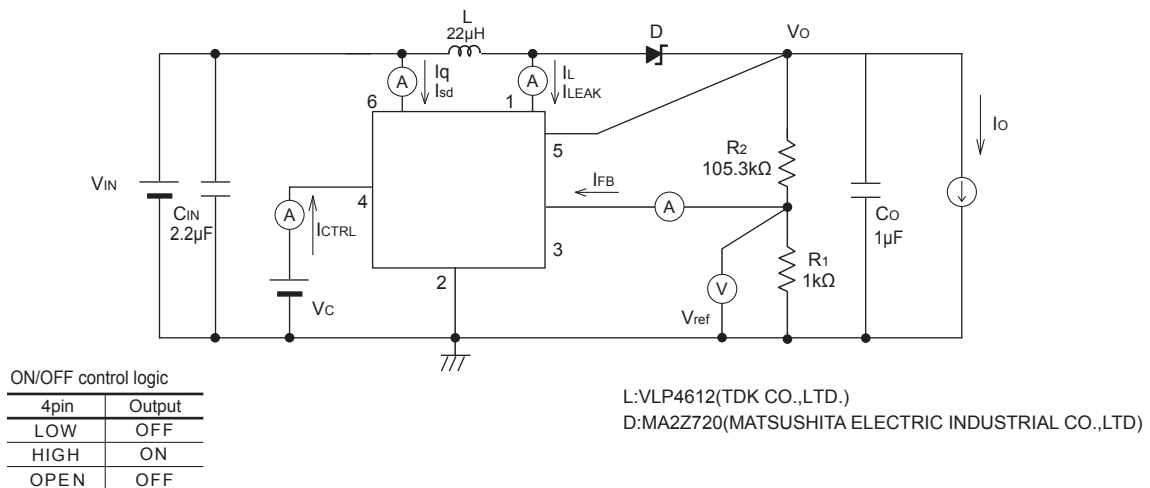 L
22μH
D
Vo
A
Iq
Isd
A
IL
ILEAK
6
1
5
Io
R2
105.3kΩ
VIN
CIN
2.2μF
4
A
ICTRL
IFB
A
3
Co
1μF
R1
1kΩ
2
VC
V
Vref
ON/OFF control logic
4pin Output
LOW OFF
HIGH ON
OPEN OFF
L:VLP4612(TDK CO.,LTD.)
D:MA2Z720(MATSUSHITA ELECTRIC INDUSTRIAL CO.,LTD)